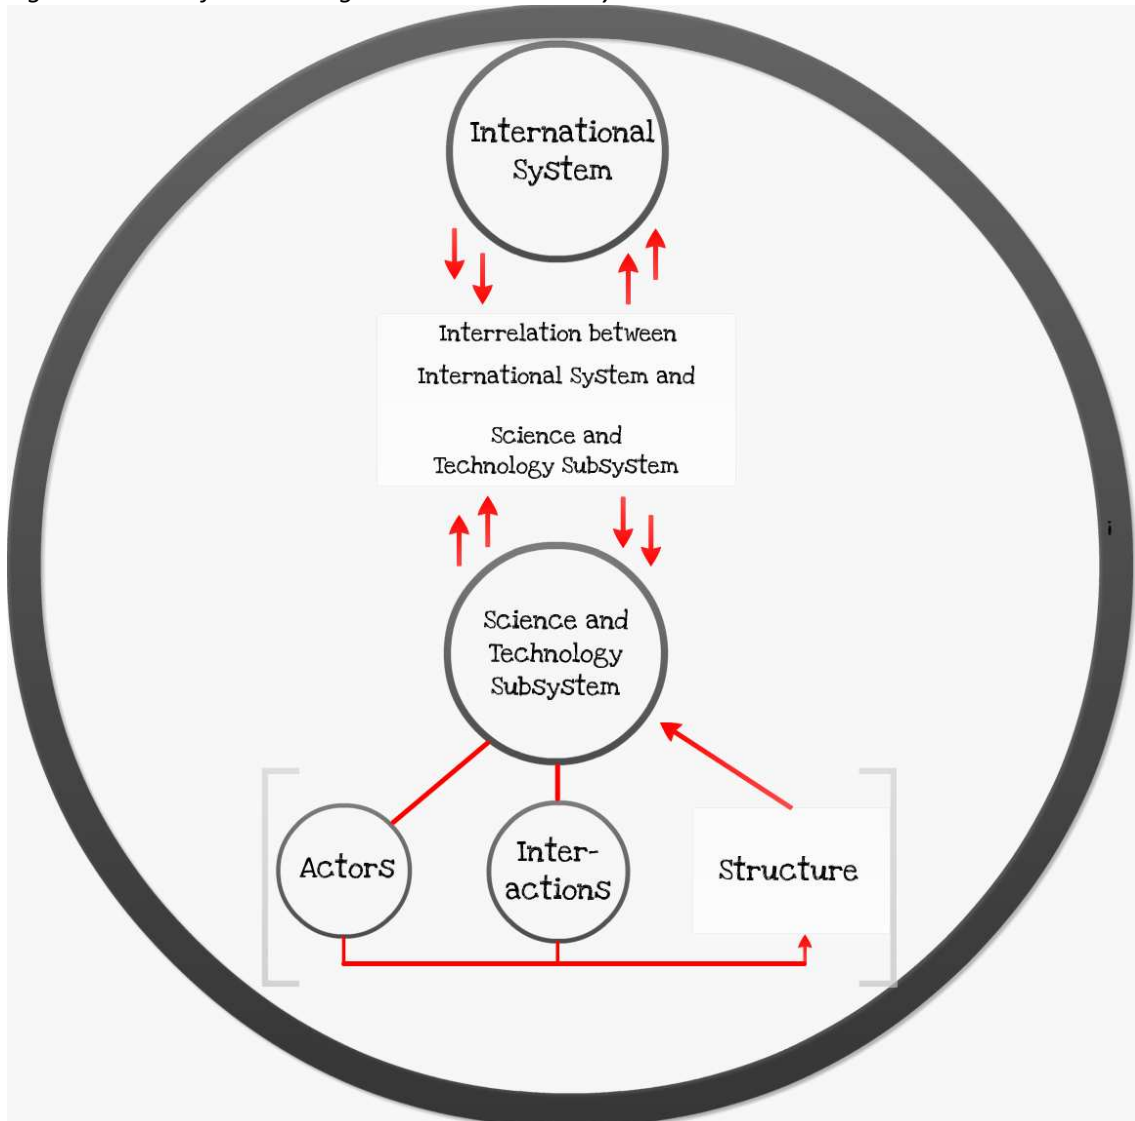 International
System
Interrelation between
International System and
Science and
Technology Subsystem
Science and
Technology
Subsystem
Actors
Inter-
actions
Structure
i